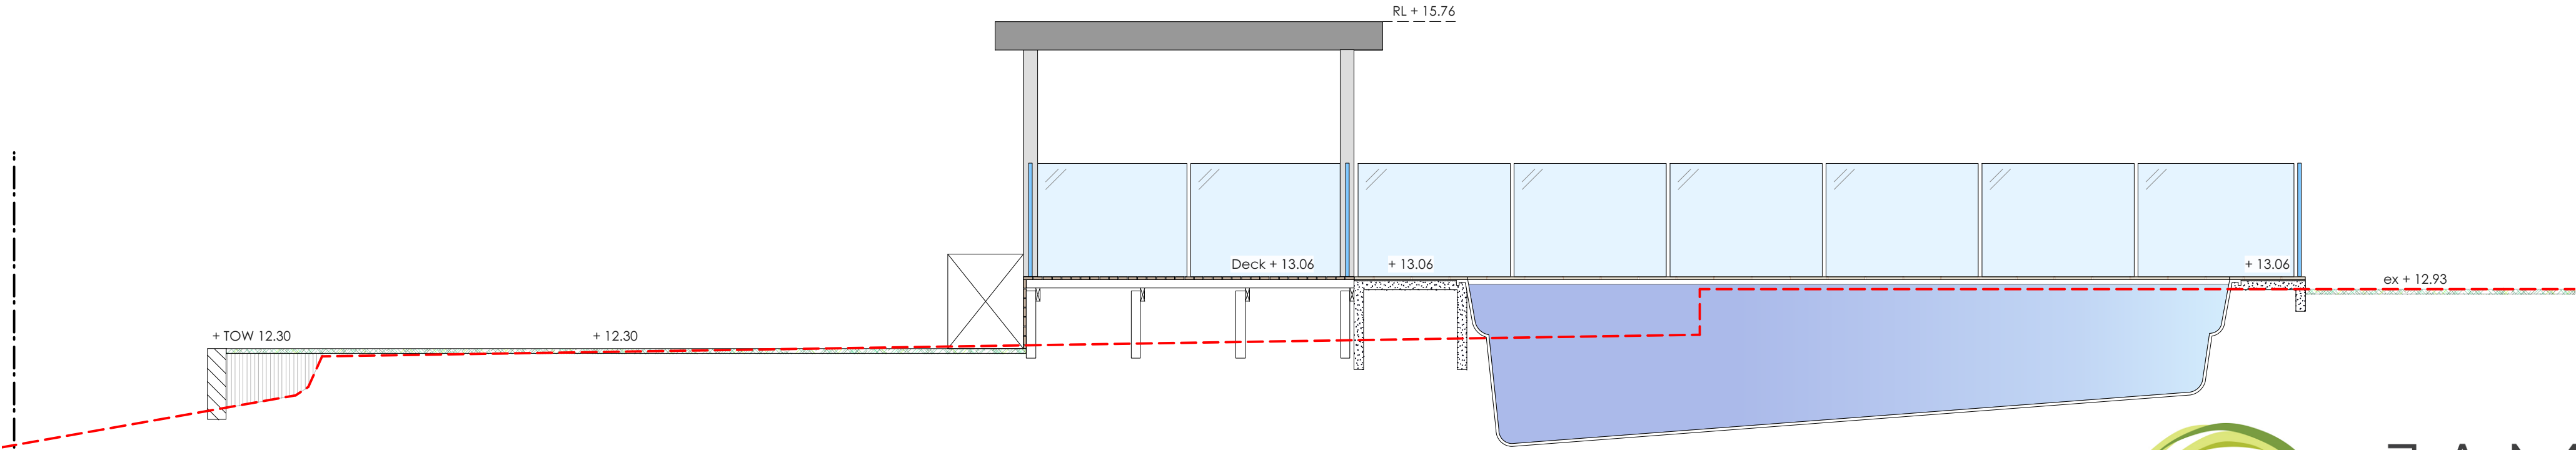 RL + 15.76
Deck + 13.06
+ 13.06
+ 13.06
ex + 12.93
+ TOW 12.30
+ 12.30